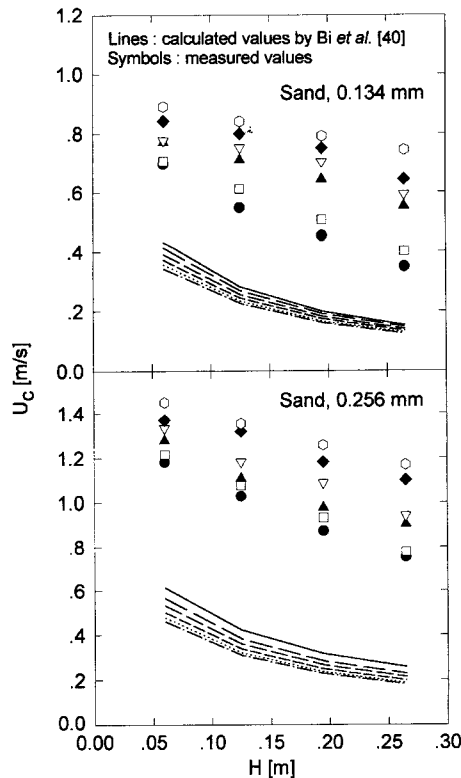 Lines : calculated values by Bi et al. [40]
Symbols : measured values
Sand, 0.134 mm
1.2
1.0
.8
.6
.4
.2
0.0
U_C [m/s]
Sand, 0.256 mm
1.4
1.2
1.0
.8
.6
.4
.2
0.0
0.00 .05 .10 .15 .20 .25 .30
H [m]